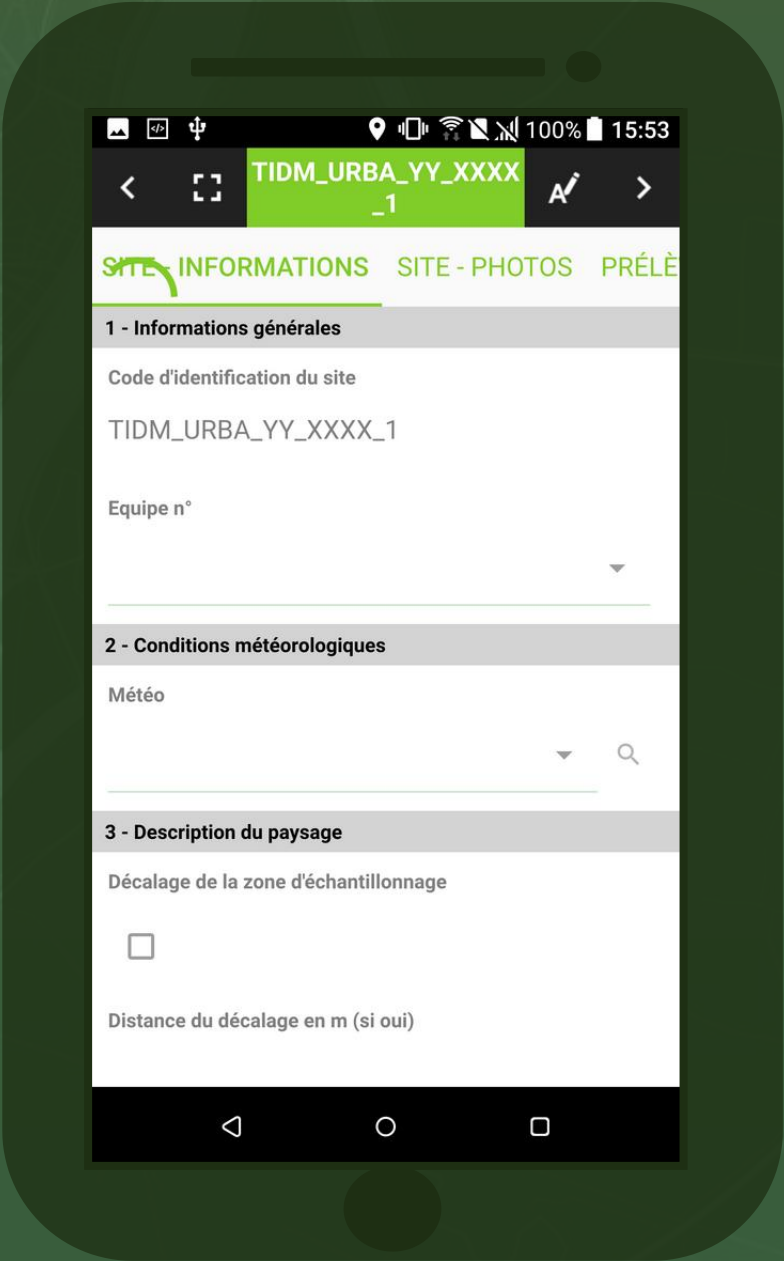 100% 15:53
TIDM_URBA_YY_XXXX
_1
SITE - INFORMATIONS SITE - PHOTOS PRÉLÈ
1 - Informations générales
Code d'identification du site
TIDM_URBA_YY_XXXX_1
Equipe n°
2 - Conditions météorologiques
Météo
3 - Description du paysage
Décalage de la zone d'échantillonnage
Distance du décalage en m (si oui)